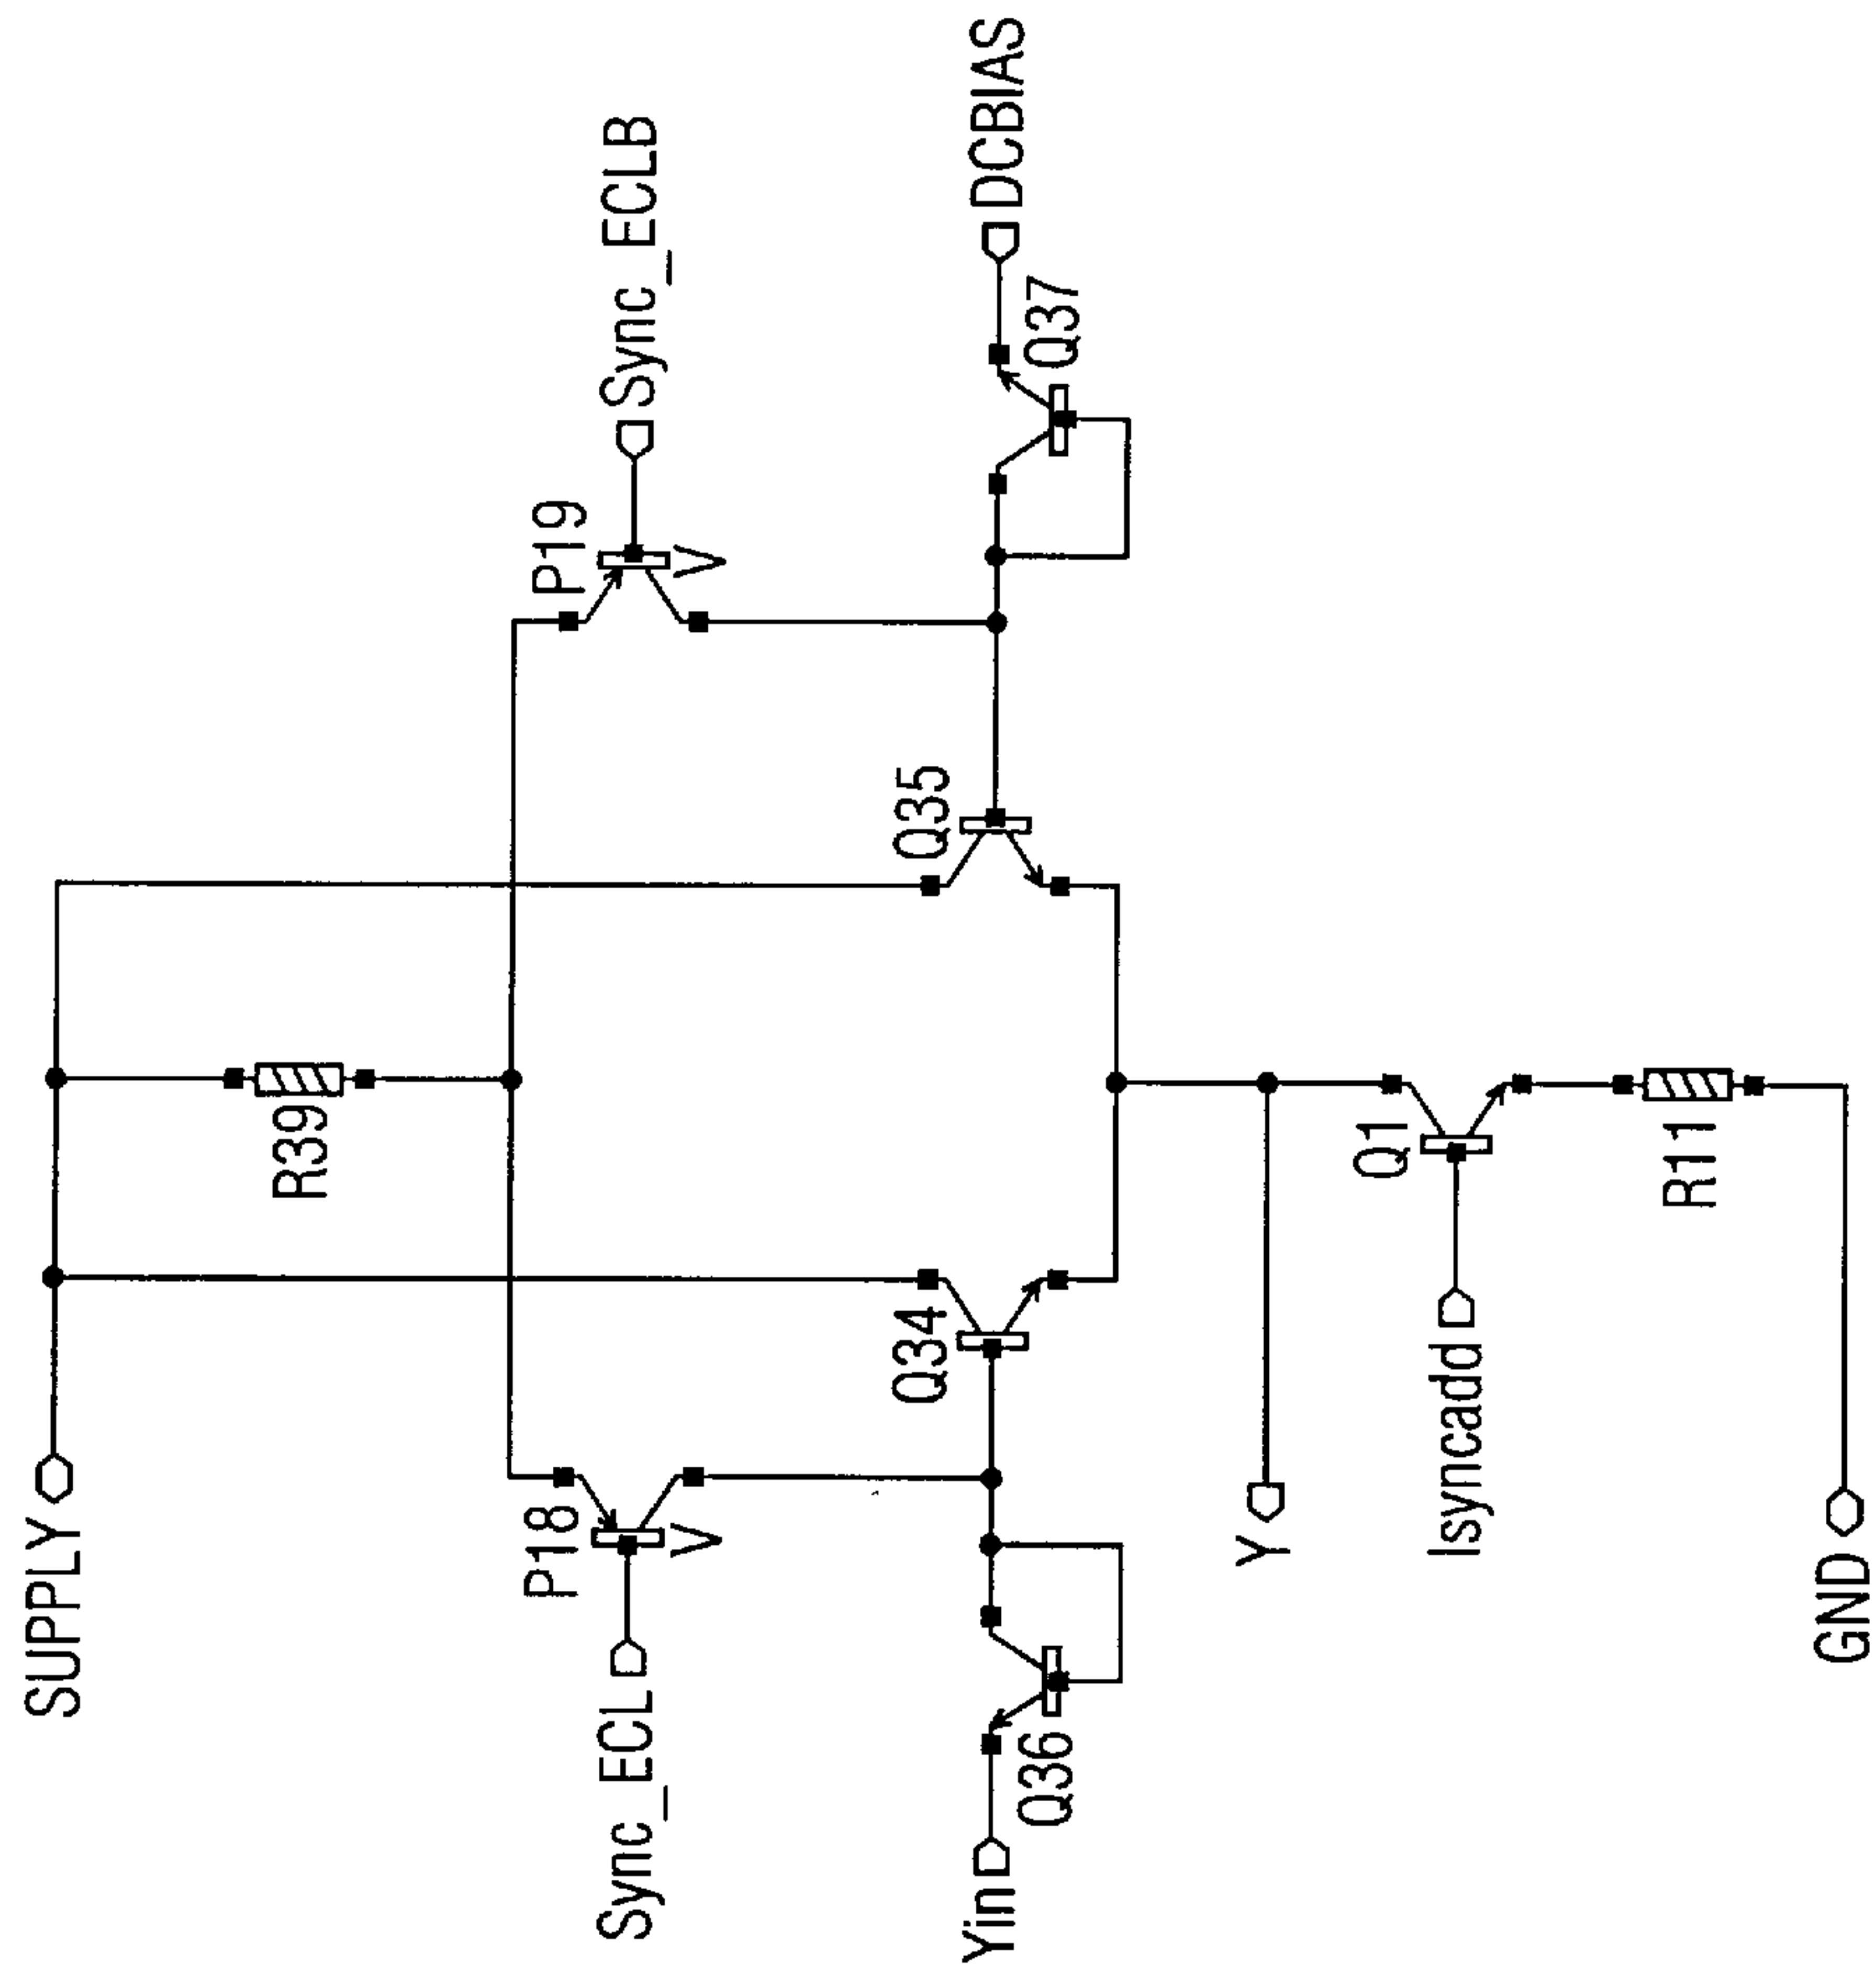 SUPPLY
R39
P18
V
Sync_ECL
P19
V
Sync_ECLB
Q34
Q35
Yin
Q36
Q37
DCBIAS
Y
Q1
Isyncadd
R11
GND